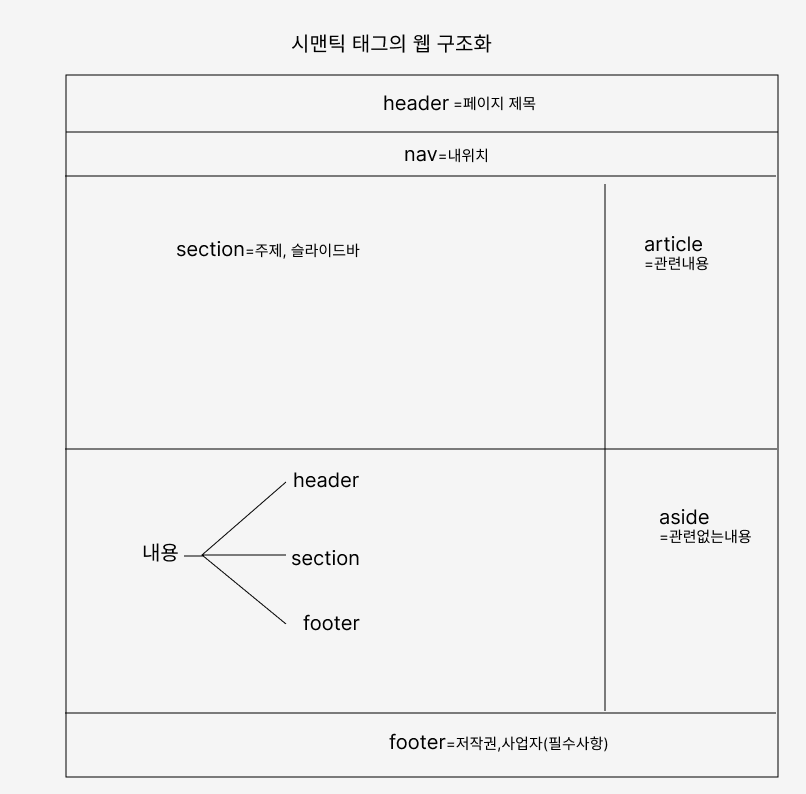 시맨틱 태그의 웹 구조화
header =페이지 제목
nav=내위치
section=주제, 슬라이드바
article
=관련내용
header
내용
section
footer
aside
=관련없는내용
footer=저작권,사업자(필수사항)